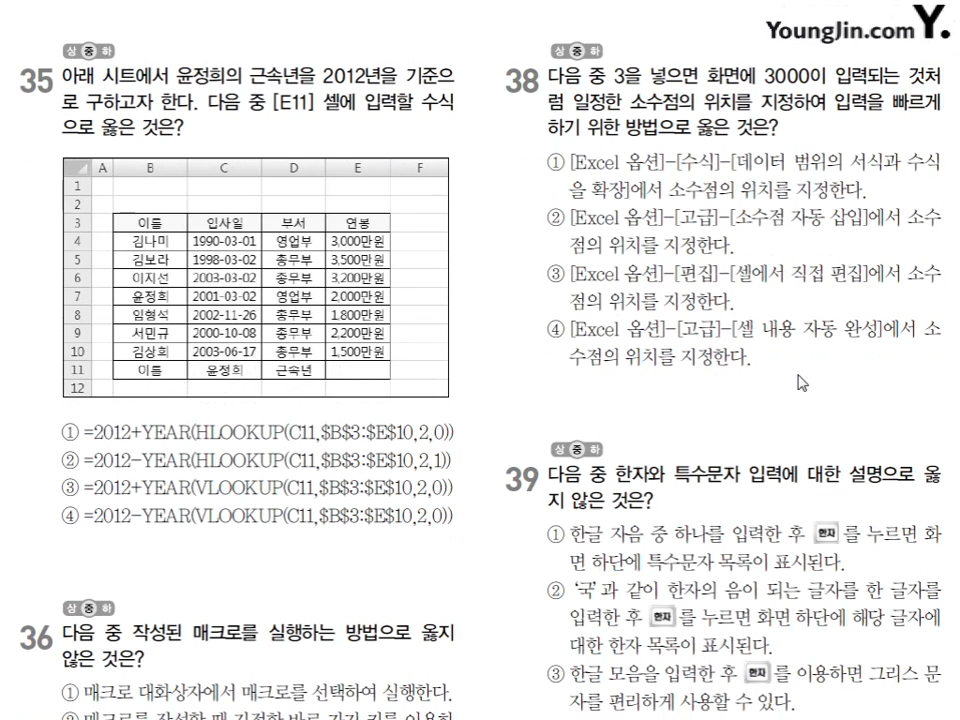 YoungJin.com Y.
상 중 하
35 아래 시트에서 윤정희의 근속년을 2012년을 기준으
로 구하고자 한다. 다음 중 [E11] 셀에 입력할 수식
으로 옳은 것은?
A B C D E F
1
2
3 이름 입사일 부서 연봉
4 김나미 1990-03-01 영업부 3,000만원
5 김보라 1998-03-02 총무부 3,500만원
6 이지선 2003-03-02 총무부 3,200만원
7 윤정희 2001-03-02 영업부 2,000만원
8 임형석 2002-11-26 총무부 1,800만원
9 서민규 2000-10-08 총무부 2,200만원
10 김상희 2003-06-17 총무부 1,500만원
11 이름 윤정희 근속년
12
① =2012+YEAR(HLOOKUP(C11,$B$3:$E$10,2,0))
② =2012-YEAR(HLOOKUP(C11,$B$3:$E$10,2,1))
③ =2012+YEAR(VLOOKUP(C11,$B$3:$E$10,2,0))
④ =2012-YEAR(VLOOKUP(C11,$B$3:$E$10,2,0))
상 중 하
36 다음 중 작성된 매크로를 실행하는 방법으로 옳지
않은 것은?
① 매크로 대화상자에서 매크로를 선택하여 실행한다.
② 매크로를 작성할 때 지정한 바로 가기 키를 이용하
상 중 하
38 다음 중 3을 넣으면 화면에 3000이 입력되는 것처
럼 일정한 소수점의 위치를 지정하여 입력을 빠르게
하기 위한 방법으로 옳은 것은?
① [Excel 옵션]-[수식]-[데이터 범위의 서식과 수식
을 확장]에서 소수점의 위치를 지정한다.
② [Excel 옵션]-[고급]-[소수점 자동 삽입]에서 소수
점의 위치를 지정한다.
③ [Excel 옵션]-[편집]-[셀에서 직접 편집]에서 소수
점의 위치를 지정한다.
④ [Excel 옵션]-[고급]-[셀 내용 자동 완성]에서 소
수점의 위치를 지정한다.
상 중 하
39 다음 중 한자와 특수문자 입력에 대한 설명으로 옳
지 않은 것은?
① 한글 자음 중 하나를 입력한 후 한자 를 누르면 화
면 하단에 특수문자 목록이 표시된다.
② ‘국’과 같이 한자의 음이 되는 글자를 한 글자를
입력한 후 한자 를 누르면 화면 하단에 해당 글자에
대한 한자 목록이 표시된다.
③ 한글 모음을 입력한 후 한자 를 이용하면 그리스 문
자를 편리하게 사용할 수 있다.